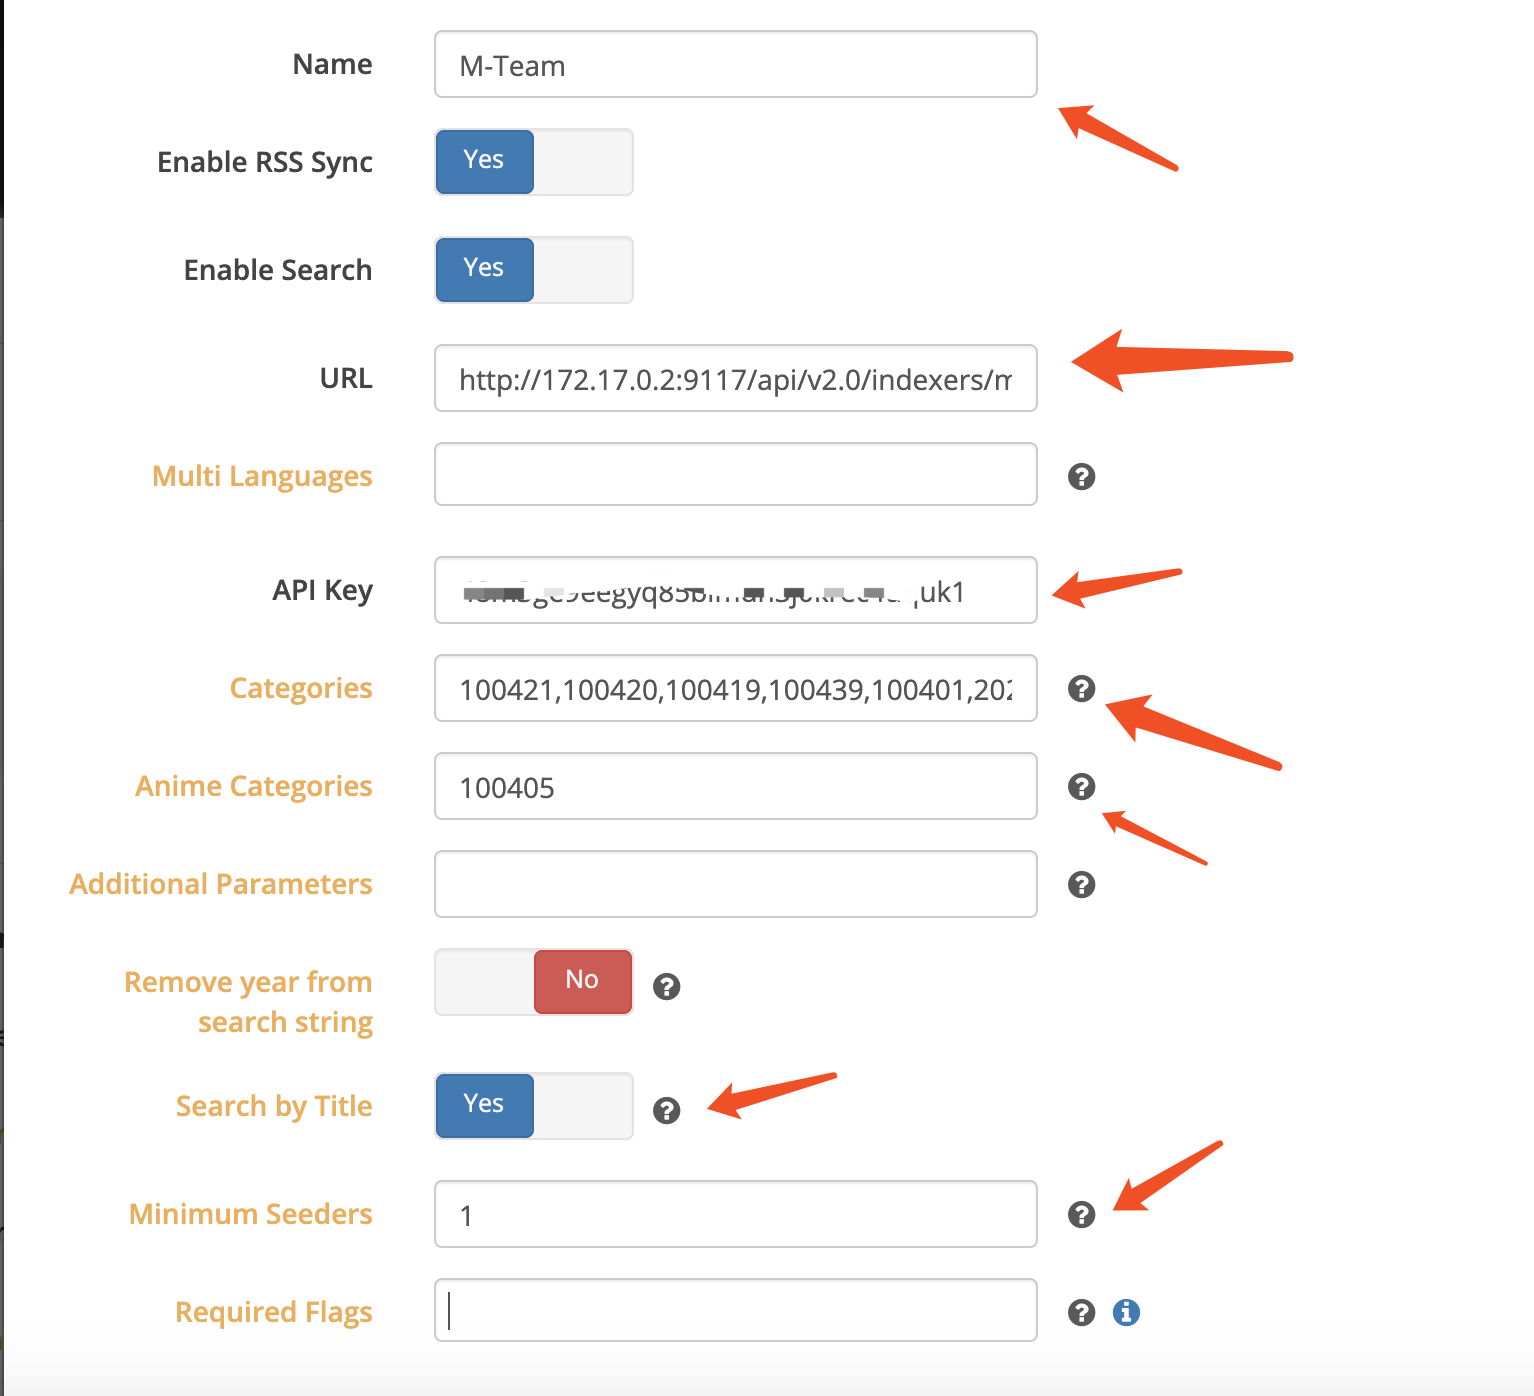 Name
M-Team
Enable RSS Sync
Yes
Enable Search
Yes
URL
http://172.17.0.2:9117/api/v2.0/indexers/m
Multi Languages
API Key
uk1
Categories
100421,100420,100419,100439,100401,202
Anime Categories
100405
Additional Parameters
Remove year from
search string
No
Search by Title
Yes
Minimum Seeders
1
Required Flags